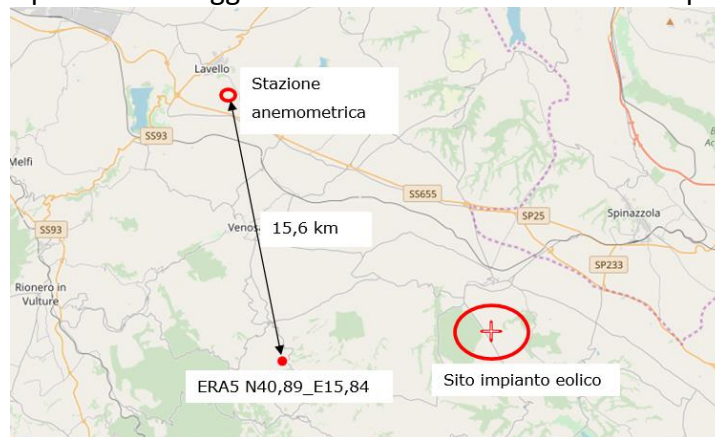 Lavello
Stazione
anemometrica
SS93
Melfi
SS655
SS93
Venos
15,6 km
SP25
Spinazzola
SP233
Rionero in
Vulture
ERA5 N40,89_E15,84
Sito impianto eolico